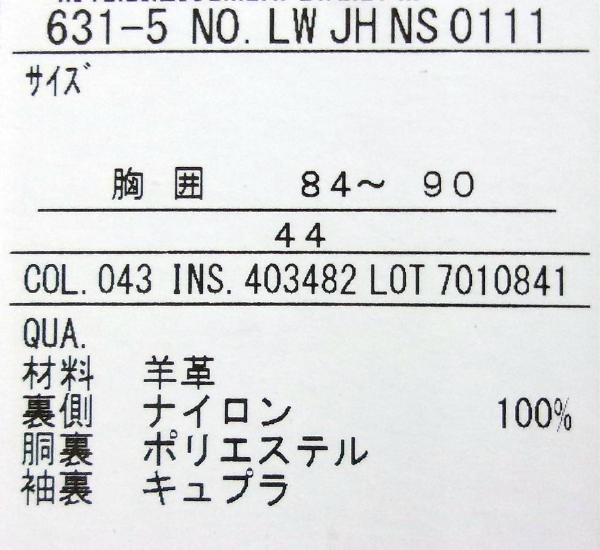 631-5 NO. LW JH NS 0111
サイズ
胸 囲 84～ 90
44
COL. 043 INS. 403482 LOT 7010841
QUA.
材料 羊革
裏側 ナイロン 100%
胴裏 ポリエステル
袖裏 キュプラ